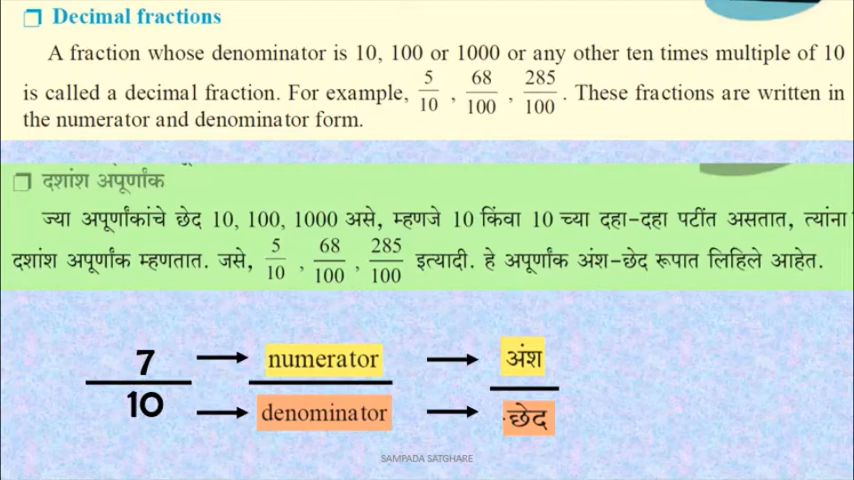 ❒ Decimal fractions
A fraction whose denominator is 10, 100 or 1000 or any other ten times multiple of 10
is called a decimal fraction. For example, 5/10 , 68/100 , 285/100 . These fractions are written in
the numerator and denominator form.
❒ दशांश अपूर्णांक
ज्या अपूर्णांकांचे छेद 10, 100, 1000 असे, म्हणजे 10 किंवा 10 च्या दहा-दहा पटींत असतात, त्यांना
दशांश अपूर्णांक म्हणतात. जसे, 5/10 , 68/100 , 285/100 इत्यादी. हे अपूर्णांक अंश-छेद रूपात लिहिले आहेत.
7 → numerator → अंश
10 → denominator → छेद
SAMPADA SATGHARE